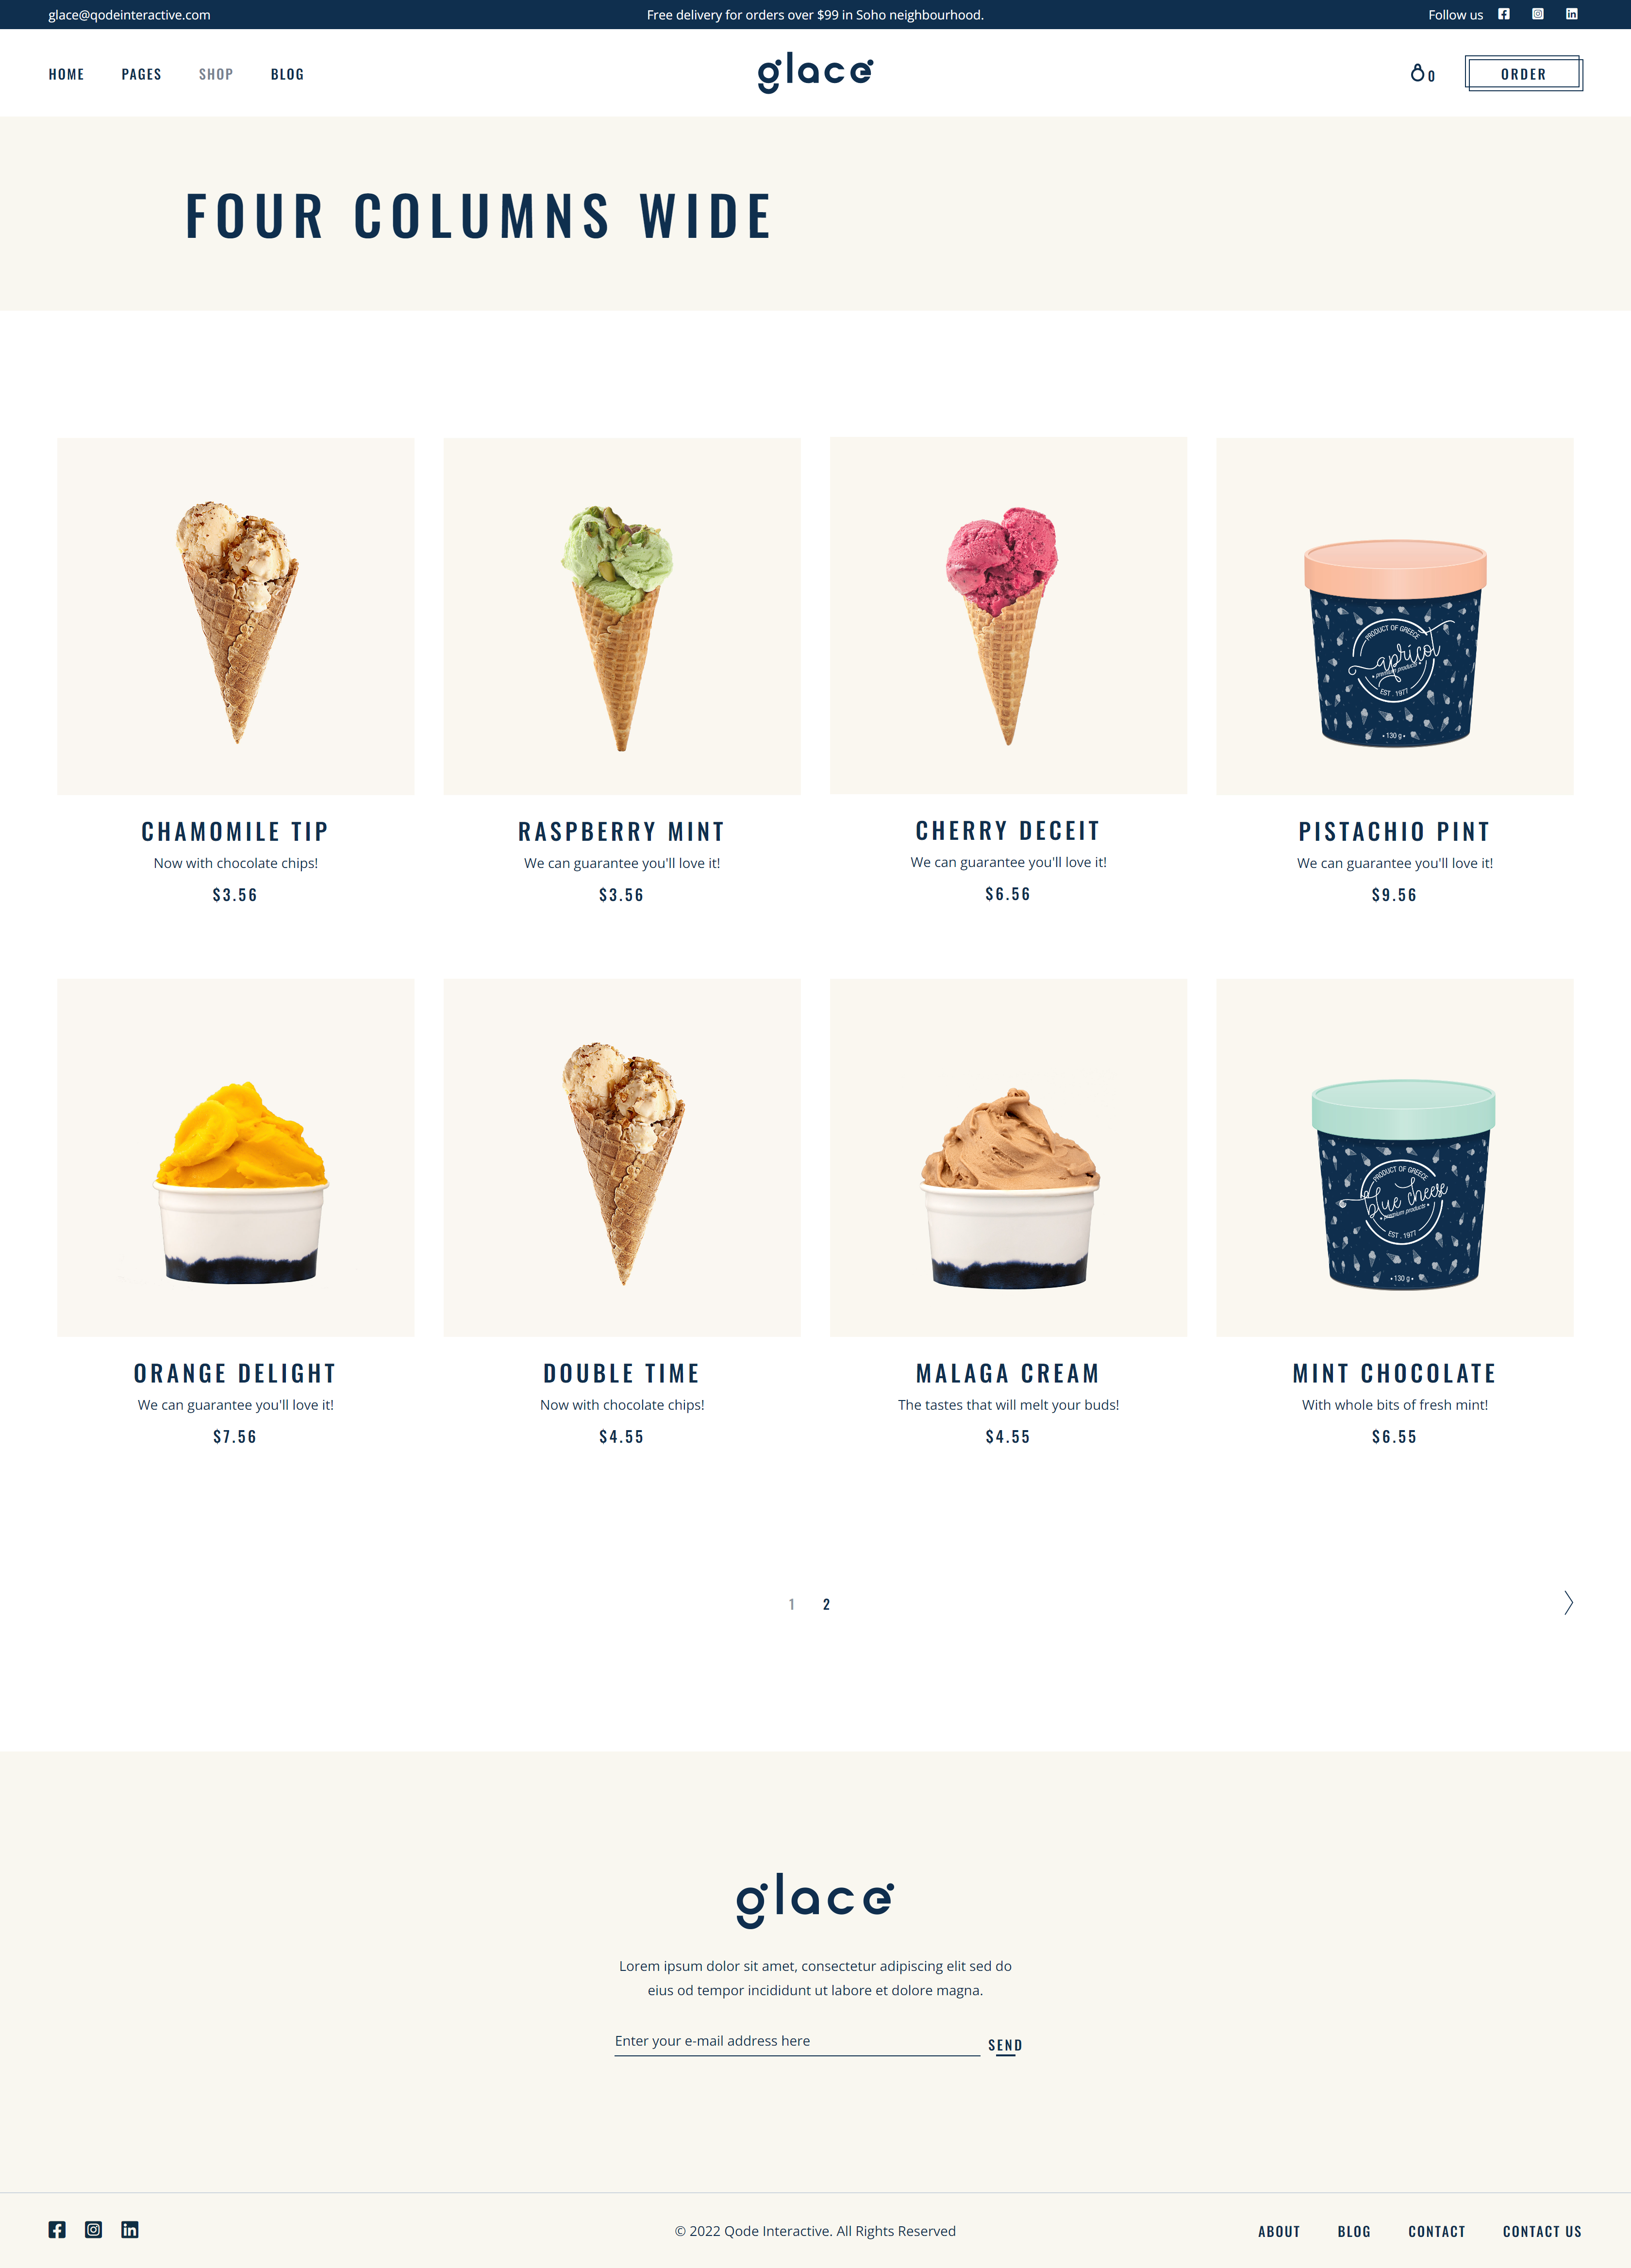 glace@qodeinteractive.com
Free delivery for orders over $99 in Soho neighbourhood.
Follow us
HOME PAGES SHOP BLOG
glace
0
ORDER
FOUR COLUMNS WIDE
PRODUCT OF GREECE
apricot
• premium products •
EST . 1977
• 130 g •
CHAMOMILE TIP
Now with chocolate chips!
$3.56
RASPBERRY MINT
We can guarantee you'll love it!
$3.56
CHERRY DECEIT
We can guarantee you'll love it!
$6.56
PISTACHIO PINT
We can guarantee you'll love it!
$9.56
PRODUCT OF GREECE
blue cheese
• premium products •
EST . 1977
• 130 g •
ORANGE DELIGHT
We can guarantee you'll love it!
$7.56
DOUBLE TIME
Now with chocolate chips!
$4.55
MALAGA CREAM
The tastes that will melt your buds!
$4.55
MINT CHOCOLATE
With whole bits of fresh mint!
$6.55
1 2
glace
Lorem ipsum dolor sit amet, consectetur adipiscing elit sed do
eius od tempor incididunt ut labore et dolore magna.
Enter your e-mail address here
SEND
© 2022 Qode Interactive. All Rights Reserved
ABOUT BLOG CONTACT CONTACT US